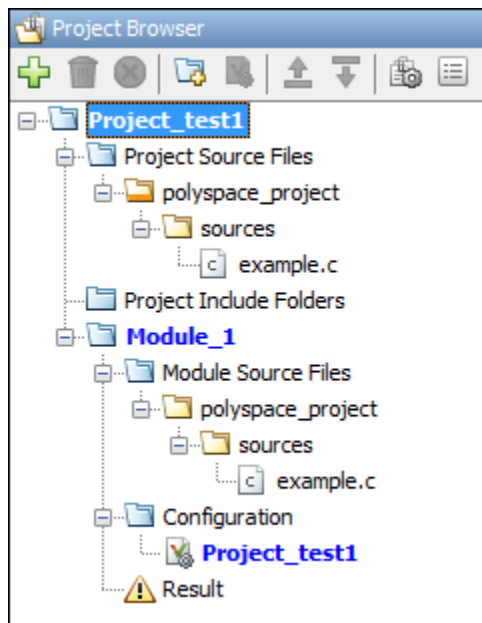 Project Browser
Project_test1
Project Source Files
polyspace_project
sources
c example.c
Project Include Folders
Module_1
Module Source Files
polyspace_project
sources
c example.c
Configuration
Project_test1
Result